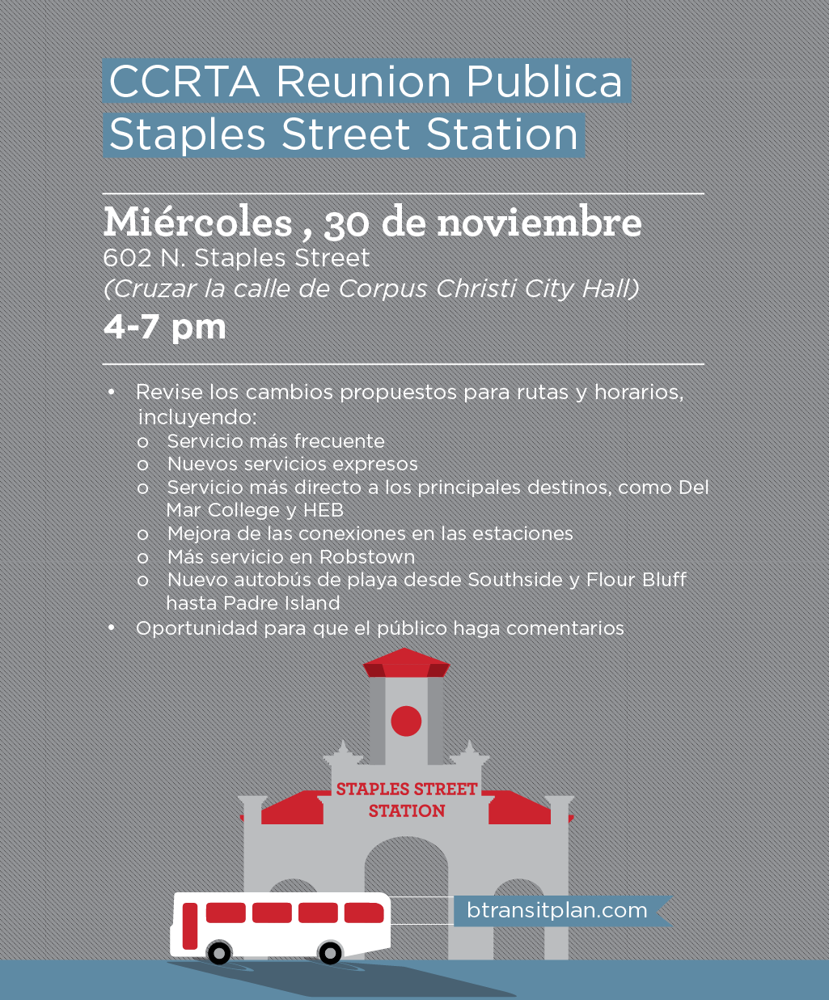 CCRTA Reunion Publica
Staples Street Station
Miércoles , 30 de noviembre
602 N. Staples Street
(Cruzar la calle de Corpus Christi City Hall)
4-7 pm
• Revise los cambios propuestos para rutas y horarios,
incluyendo:
o Servicio más frecuente
o Nuevos servicios expresos
o Servicio más directo a los principales destinos, como Del
Mar College y HEB
o Mejora de las conexiones en las estaciones
o Más servicio en Robstown
o Nuevo autobús de playa desde Southside y Flour Bluff
hasta Padre Island
• Oportunidad para que el público haga comentarios
STAPLES STREET
STATION
btransitplan.com